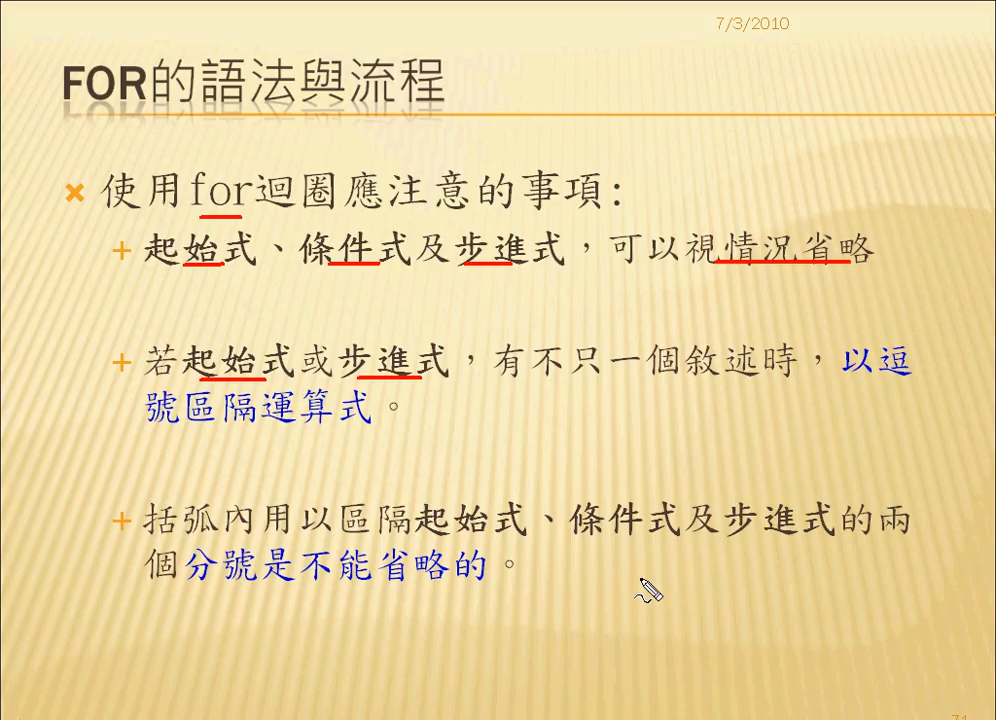 7/3/2010
FOR的語法與流程
使用for迴圈應注意的事項:
起始式、條件式及步進式，可以視情況省略
若起始式或步進式，有不只一個敘述時，以逗
號區隔運算式。
括弧內用以區隔起始式、條件式及步進式的兩
個分號是不能省略的。